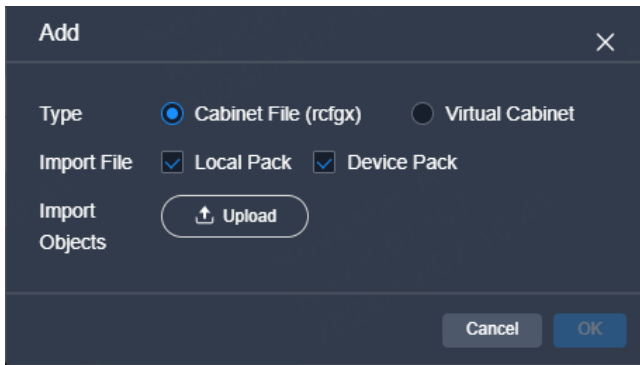 Add
Type Cabinet File (rcfgx) Virtual Cabinet
Import File Local Pack Device Pack
Import
Objects
Upload
Cancel OK